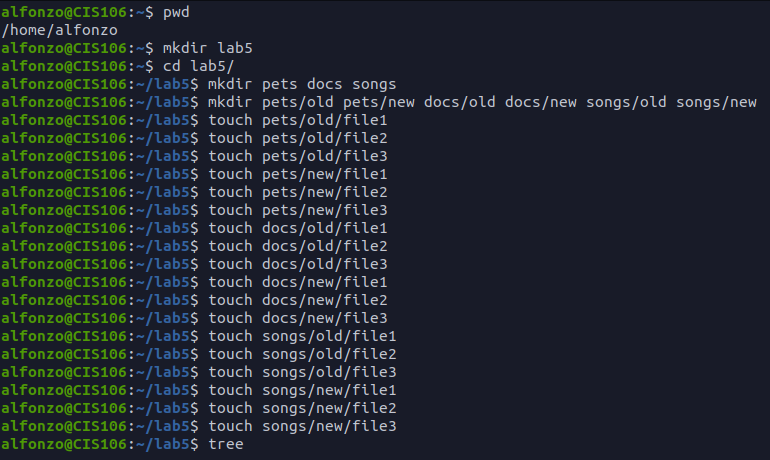 alfonzo@CIS106:~$ pwd
/home/alfonzo
alfonzo@CIS106:~$ mkdir lab5
alfonzo@CIS106:~$ cd lab5/
alfonzo@CIS106:~/lab5$ mkdir pets docs songs
alfonzo@CIS106:~/lab5$ mkdir pets/old pets/new docs/old docs/new songs/old songs/new
alfonzo@CIS106:~/lab5$ touch pets/old/file1
alfonzo@CIS106:~/lab5$ touch pets/old/file2
alfonzo@CIS106:~/lab5$ touch pets/old/file3
alfonzo@CIS106:~/lab5$ touch pets/new/file1
alfonzo@CIS106:~/lab5$ touch pets/new/file2
alfonzo@CIS106:~/lab5$ touch pets/new/file3
alfonzo@CIS106:~/lab5$ touch docs/old/file1
alfonzo@CIS106:~/lab5$ touch docs/old/file2
alfonzo@CIS106:~/lab5$ touch docs/old/file3
alfonzo@CIS106:~/lab5$ touch docs/new/file1
alfonzo@CIS106:~/lab5$ touch docs/new/file2
alfonzo@CIS106:~/lab5$ touch docs/new/file3
alfonzo@CIS106:~/lab5$ touch songs/old/file1
alfonzo@CIS106:~/lab5$ touch songs/old/file2
alfonzo@CIS106:~/lab5$ touch songs/old/file3
alfonzo@CIS106:~/lab5$ touch songs/new/file1
alfonzo@CIS106:~/lab5$ touch songs/new/file2
alfonzo@CIS106:~/lab5$ touch songs/new/file3
alfonzo@CIS106:~/lab5$ tree